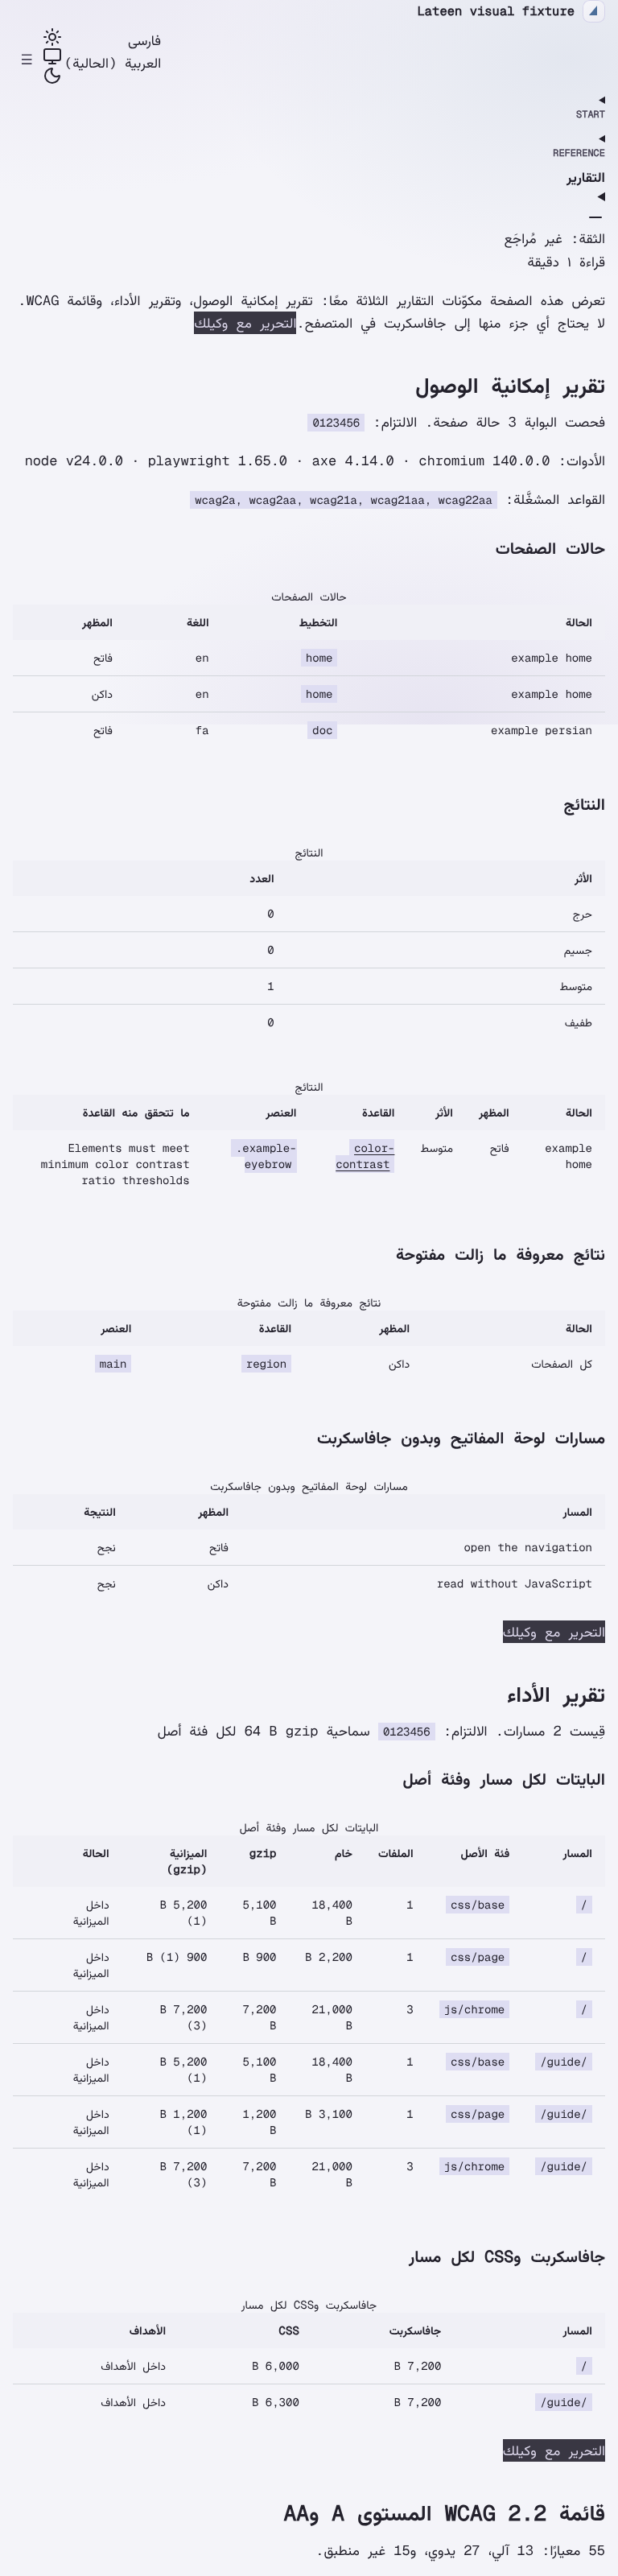 Lateen visual fixture
فارسی
العربية (الحالية)
START
REFERENCE
التقارير
الثقة: غير مُراجَع
قراءة ١ دقيقة
تعرض هذه الصفحة مكوّنات التقارير الثلاثة معًا: تقرير إمكانية الوصول، وتقرير الأداء، وقائمة WCAG.
لا يحتاج أي جزء منها إلى جافاسكربت في المتصفح. التحرير مع وكيلك
تقرير إمكانية الوصول
فحصت البوابة 3 حالة صفحة. الالتزام: 0123456
الأدوات: node v24.0.0 · playwright 1.65.0 · axe 4.14.0 · chromium 140.0.0
القواعد المشغَّلة: wcag2a, wcag2aa, wcag21a, wcag21aa, wcag22aa
حالات الصفحات
حالات الصفحات
الحالة التخطيط اللغة المظهر
example home home en فاتح
example home home en داكن
example persian doc fa فاتح
النتائج
النتائج
الأثر العدد
حرج 0
جسيم 0
متوسط 1
طفيف 0
النتائج
الحالة المظهر الأثر القاعدة العنصر ما تتحقق منه القاعدة
example فاتح متوسط color- .example- Elements must meet
home contrast eyebrow minimum color contrast
ratio thresholds
نتائج معروفة ما زالت مفتوحة
نتائج معروفة ما زالت مفتوحة
الحالة المظهر القاعدة العنصر
كل الصفحات داكن region main
مسارات لوحة المفاتيح وبدون جافاسكربت
مسارات لوحة المفاتيح وبدون جافاسكربت
المسار المظهر النتيجة
open the navigation فاتح نجح
read without JavaScript داكن نجح
التحرير مع وكيلك
تقرير الأداء
قِيست 2 مسارات. الالتزام: 0123456 سماحية 64 B gzip لكل فئة أصل
البايتات لكل مسار وفئة أصل
البايتات لكل مسار وفئة أصل
المسار فئة الأصل الملفات خام gzip الميزانية الحالة
(gzip)
/ css/base 1 18,400 5,100 B 5,200 داخل
B B (1) الميزانية
/ css/page 1 B 2,200 B 900 B (1) 900 داخل
الميزانية
/ js/chrome 3 21,000 7,200 B 7,200 داخل
B B (3) الميزانية
/guide/ css/base 1 18,400 5,100 B 5,200 داخل
B B (1) الميزانية
/guide/ css/page 1 B 3,100 1,200 B 1,200 داخل
B (1) الميزانية
/guide/ js/chrome 3 21,000 7,200 B 7,200 داخل
B B (3) الميزانية
جافاسكربت وCSS لكل مسار
جافاسكربت وCSS لكل مسار
المسار جافاسكربت CSS الأهداف
/ B 7,200 B 6,000 داخل الأهداف
/guide/ B 7,200 B 6,300 داخل الأهداف
التحرير مع وكيلك
قائمة WCAG 2.2 المستوى A وAA
55 معيارًا: 13 آلي، 27 يدوي، و15 غير منطبق.